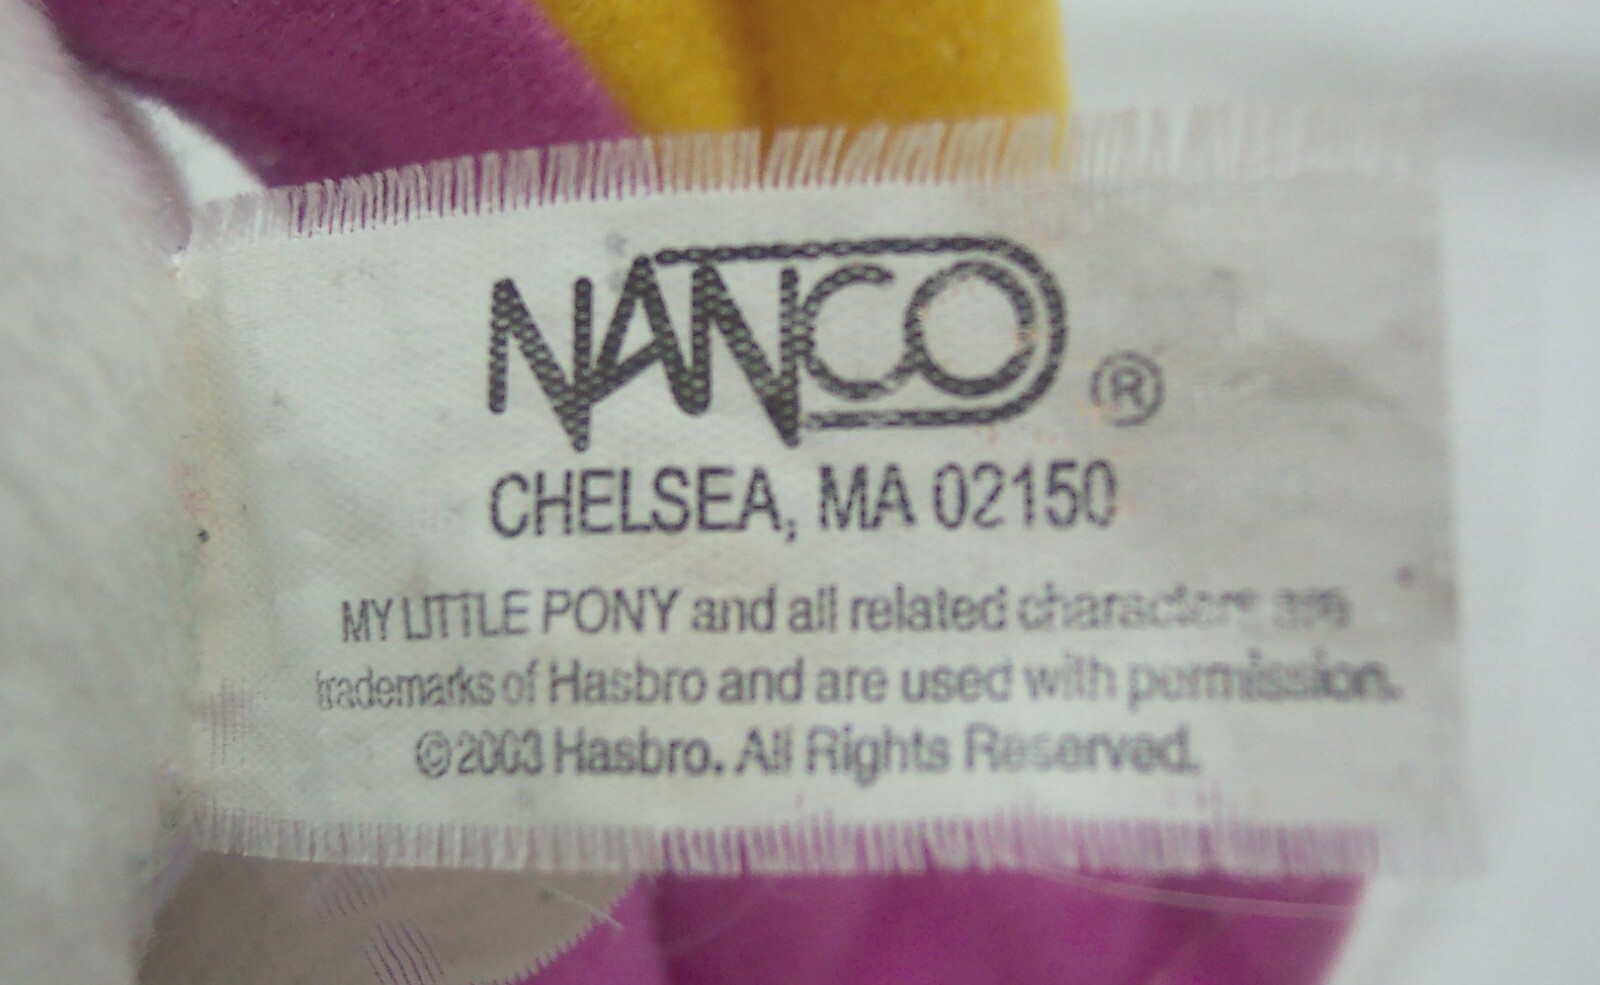 NANCO ®
CHELSEA, MA 02150
MY LITTLE PONY and all related characters are
trademarks of Hasbro and are used with permission.
©2003 Hasbro. All Rights Reserved.